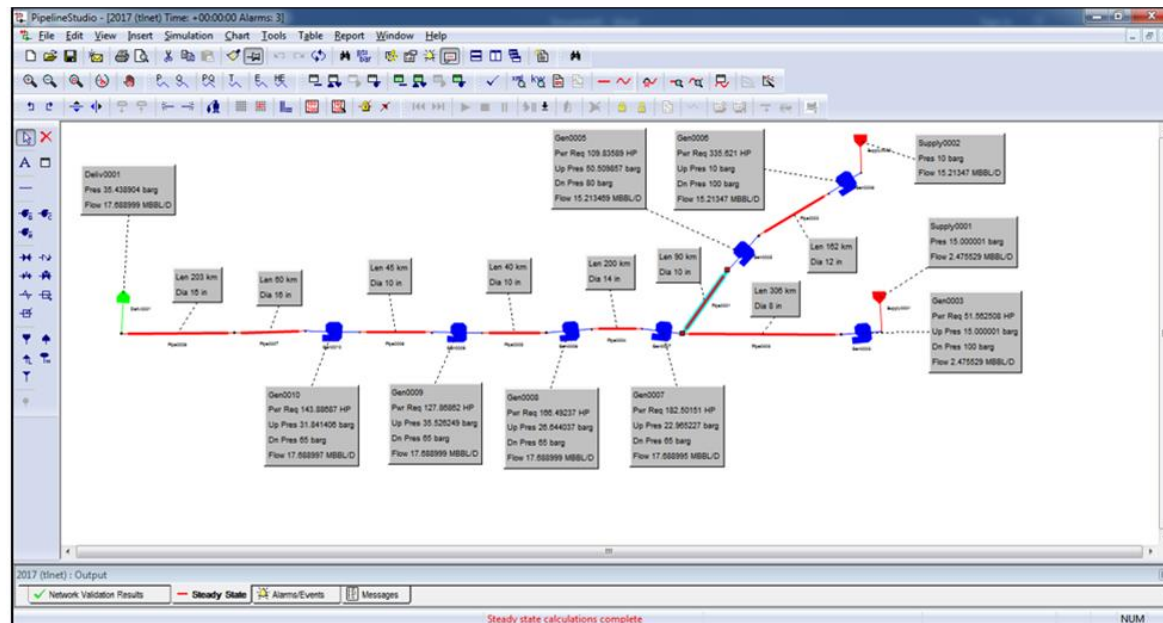 PipelineStudio - [2017 (tlnet) Time: +00:00:00 Alarms: 3]
File Edit View Insert Simulation Chart Tools Table Report Window Help
Gen0005
Pwr Req 109.83589 HP
Up Pres 50.509857 barg
Dn Pres 80 barg
Flow 15.213469 MBBL/D
Gen0006
Pwr Req 335.621 HP
Up Pres 10 barg
Dn Pres 100 barg
Flow 15.21347 MBBL/D
Supply0002
Pres 10 barg
Flow 15.21347 MBBL/D
Deliv0001
Pres 35.438904 barg
Flow 17.688999 MBBL/D
Supply0001
Pres 15.000001 barg
Flow 2.475529 MBBL/D
Len 203 km
Dia 16 in
Len 60 km
Dia 16 in
Len 45 km
Dia 10 in
Len 40 km
Dia 10 in
Len 200 km
Dia 14 in
Len 90 km
Dia 10 in
Len 162 km
Dia 12 in
Len 306 km
Dia 8 in
Gen0003
Pwr Req 51.562508 HP
Up Pres 15.000001 barg
Dn Pres 100 barg
Flow 2.475529 MBBL/D
Gen0010
Pwr Req 143.88687 HP
Up Pres 31.841406 barg
Dn Pres 65 barg
Flow 17.688997 MBBL/D
Gen0009
Pwr Req 127.86862 HP
Up Pres 35.526249 barg
Dn Pres 65 barg
Flow 17.688999 MBBL/D
Gen0008
Pwr Req 166.49237 HP
Up Pres 26.644037 barg
Dn Pres 65 barg
Flow 17.688999 MBBL/D
Gen0007
Pwr Req 182.50151 HP
Up Pres 22.965227 barg
Dn Pres 65 barg
Flow 17.688995 MBBL/D
2017 (tlnet) : Output
Network Validation Results
Steady State
Alarms/Events
Messages
Steady state calculations complete
NUM